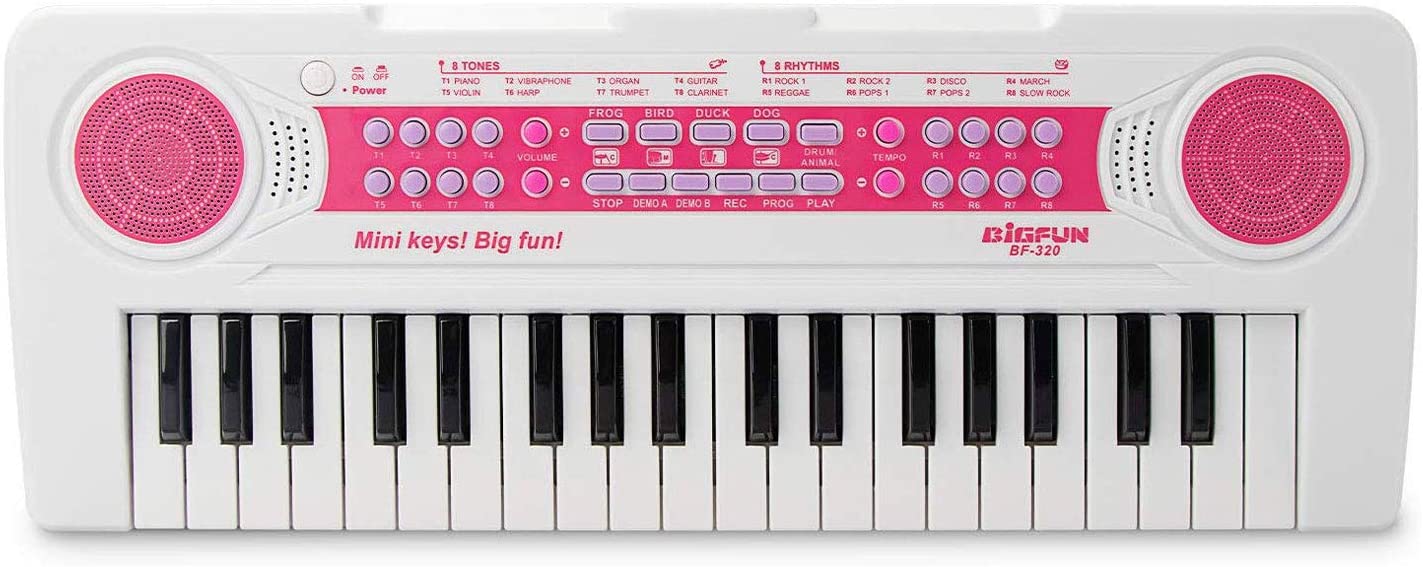 ON OFF
• Power
8 TONES
T1 PIANO T2 VIBRAPHONE T3 ORGAN T4 GUITAR
T5 VIOLIN T6 HARP T7 TRUMPET T8 CLARINET
8 RHYTHMS
R1 ROCK 1 R2 ROCK 2 R3 DISCO R4 MARCH
R5 REGGAE R6 POPS 1 R7 POPS 2 R8 SLOW ROCK
FROG BIRD DUCK DOG
T1 T2 T3 T4
VOLUME + -
C M Z C
DRUM/
ANIMAL
+ - TEMPO
R1 R2 R3 R4
T5 T6 T7 T8
STOP DEMO A DEMO B REC PROG PLAY
R5 R6 R7 R8
Mini keys! Big fun!
BIGFUN
BF-320